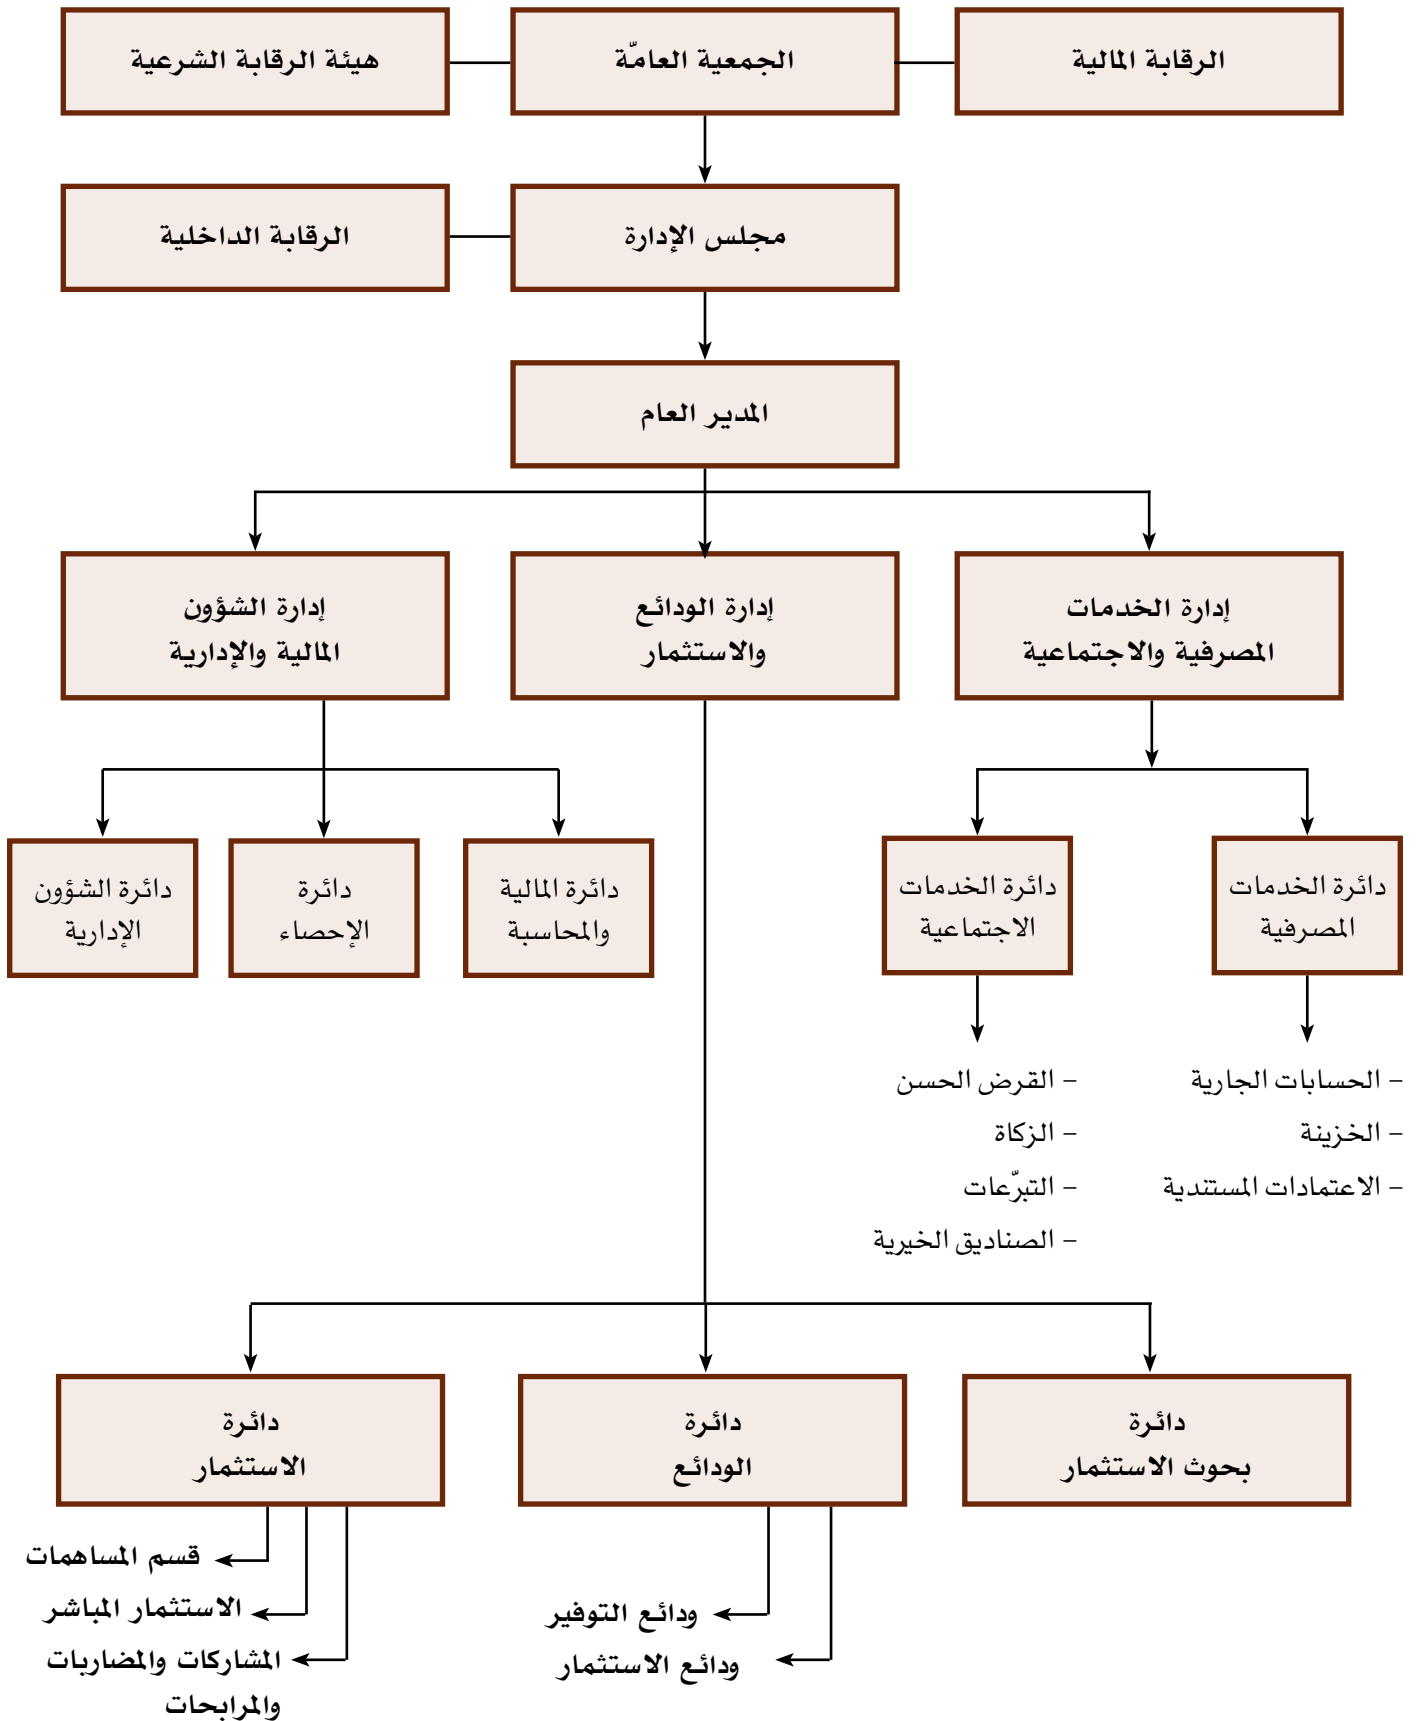 الرقابة المالية
الجمعية العامّة
هيئة الرقابة الشرعية
مجلس الإدارة
الرقابة الداخلية
المدير العام
إدارة الخدمات
المصرفية والاجتماعية
إدارة الودائع
والاستثمار
إدارة الشؤون
المالية والإدارية
دائرة الخدمات
المصرفية
دائرة الخدمات
الاجتماعية
دائرة المالية
والمحاسبة
دائرة
الإحصاء
دائرة الشؤون
الإدارية
– الحسابات الجارية
– الخزينة
– الاعتمادات المستندية
– القرض الحسن
– الزكاة
– التبرّعات
– الصناديق الخيرية
دائرة
بحوث الاستثمار
دائرة
الودائع
دائرة
الاستثمار
ودائع التوفير
ودائع الاستثمار
قسم المساهمات
الاستثمار المباشر
المشاركات والمضاربات
والمرابحات